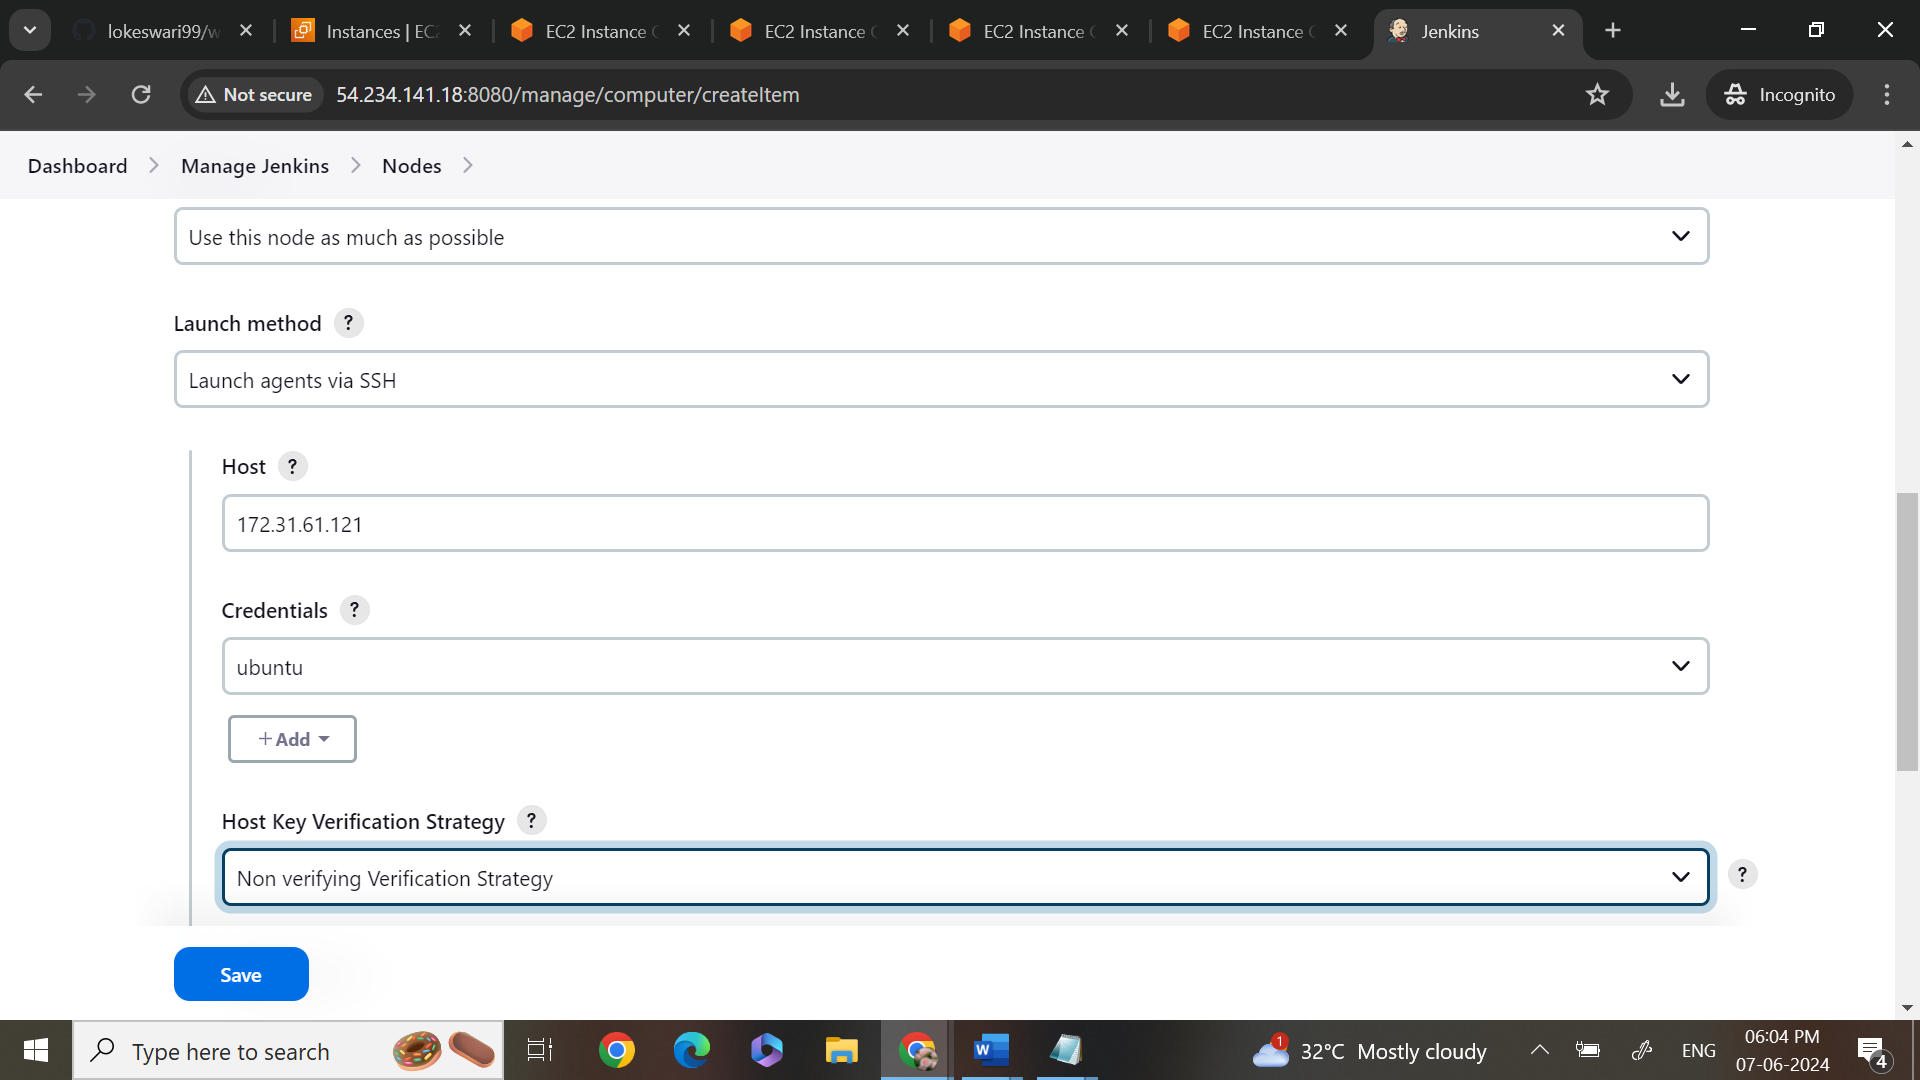 lokeswari99/w
Instances | EC2
EC2 Instance C
EC2 Instance C
EC2 Instance C
EC2 Instance C
Jenkins
Not secure
54.234.141.18:8080/manage/computer/createItem
Incognito
Dashboard
Manage Jenkins
Nodes
Use this node as much as possible
Launch method ?
Launch agents via SSH
Host ?
172.31.61.121
Credentials ?
ubuntu
+ Add
Host Key Verification Strategy ?
Non verifying Verification Strategy
?
Save
Type here to search
1
32°C Mostly cloudy
ENG
06:04 PM
07-06-2024
4